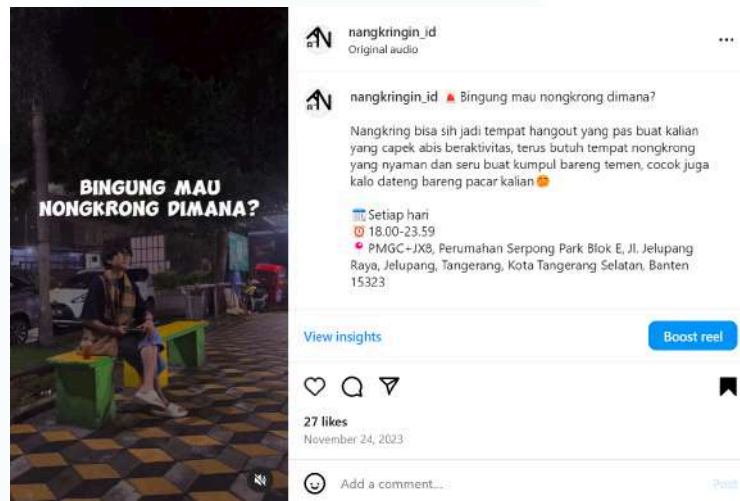 BINGUNG MAU
NONGKRONG DIMANA?
nangkringin_id
Original audio
nangkringin_id 🚨 Bingung mau nongkrong dimana?
Nangkring bisa sih jadi tempat hangout yang pas buat kalian
yang capek abis beraktivitas, terus butuh tempat nongkrong
yang nyaman dan seru buat kumpul bareng temen, cocok juga
kalo dateng bareng pacar kalian
Setiap hari
18.00-23.59
PMGC+JX8, Perumahan Serpong Park Blok E, Jl. Jelupang
Raya, Jelupang, Tangerang, Kota Tangerang Selatan, Banten
15323
View insights
Boost reel
27 likes
November 24, 2023
Add a comment...
Post